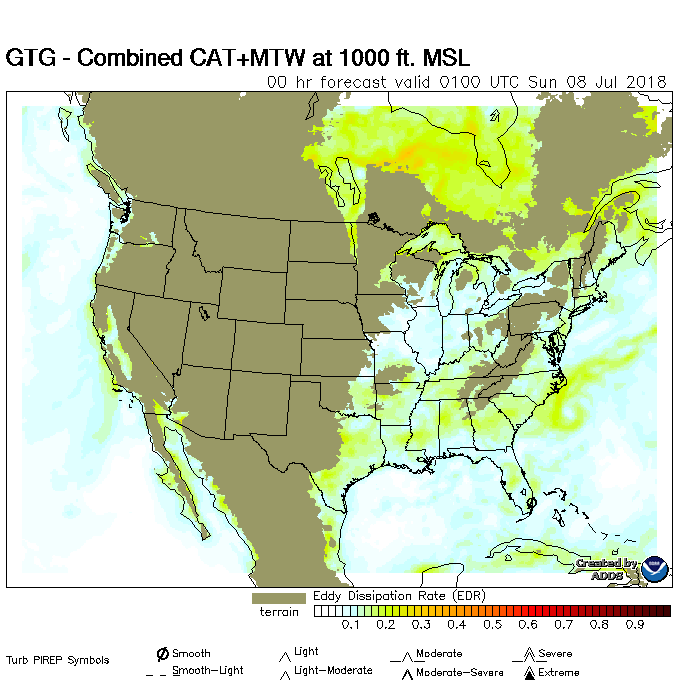 GTG - Combined CAT+MTW at 1000 ft. MSL
00 hr forecast valid 0100 UTC Sun 08 Jul 2018
Created by
ADDS
terrain
Eddy Dissipation Rate (EDR)
0.1 0.2 0.3 0.4 0.5 0.6 0.7 0.8 0.9
Turb PIREP Symbols
Smooth
Light
Moderate
Severe
Smooth-Light
Light-Moderate
Moderate-Severe
Extreme